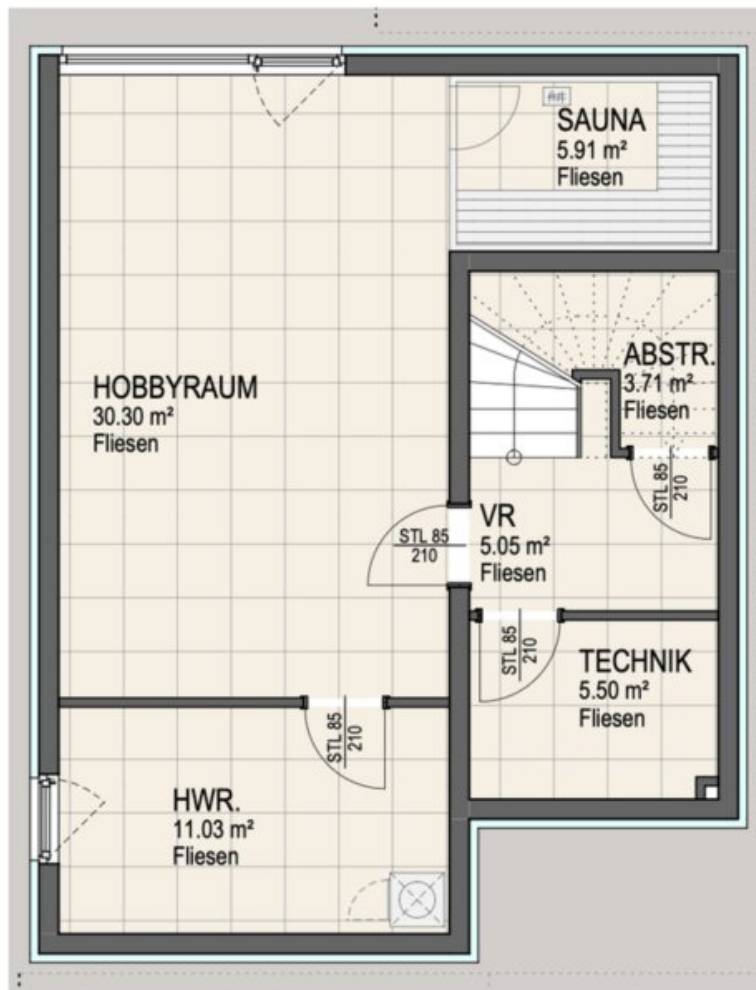 SAUNA
5.91 m²
Fliesen
ABSTR.
3.71 m²
Fliesen
HOBBYRAUM
30.30 m²
Fliesen
STL 85
210
VR
5.05 m²
Fliesen
STL 85
210
STL 85
210
TECHNIK
5.50 m²
Fliesen
STL 85
210
HWR.
11.03 m²
Fliesen